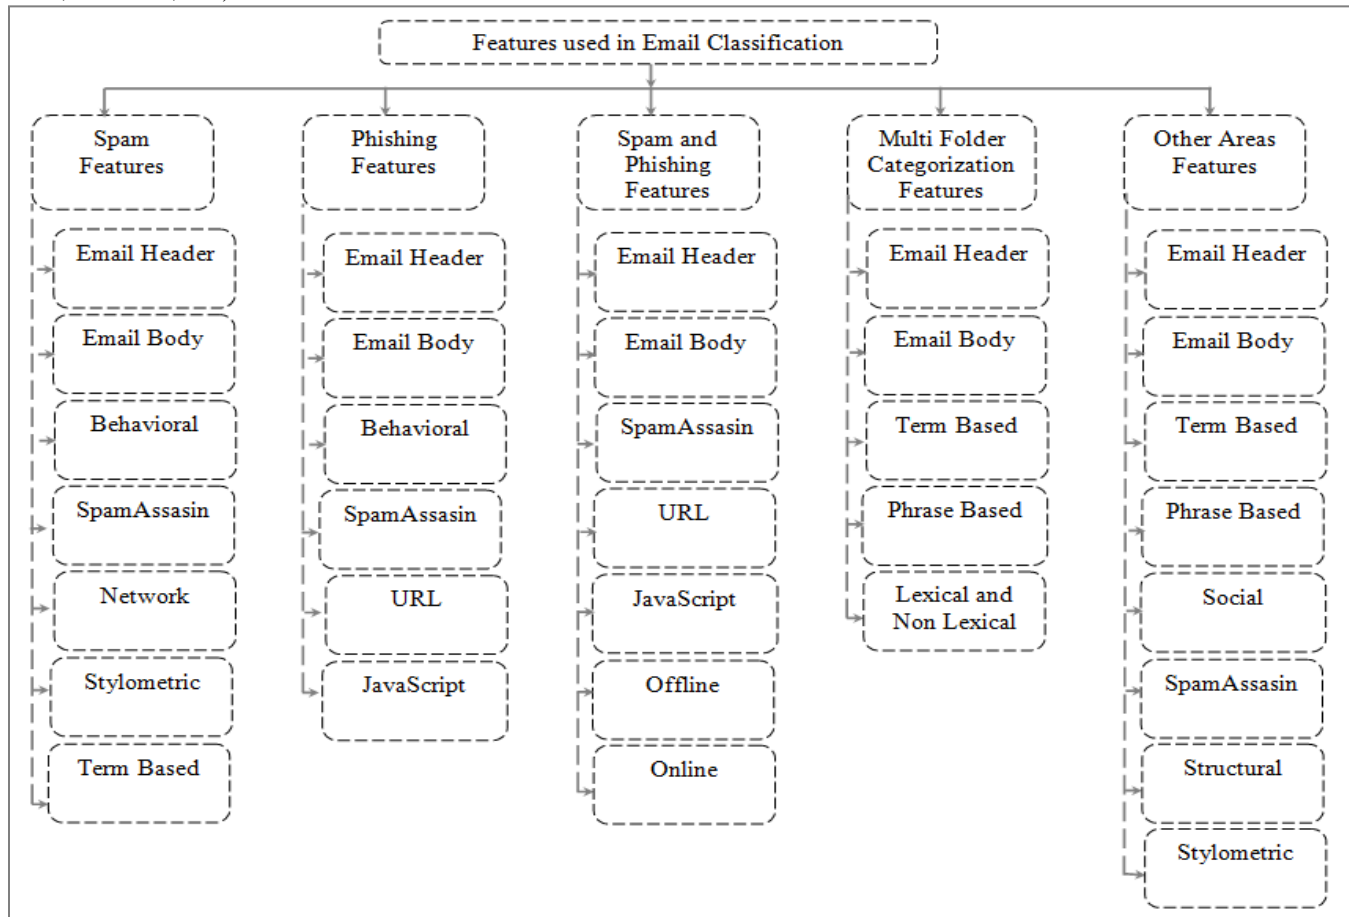 Features used in Email Classification
Spam
Features
Email Header
Email Body
Behavioral
SpamAssasin
Network
Stylometric
Term Based
Phishing
Features
Email Header
Email Body
Behavioral
SpamAssasin
URL
JavaScript
Spam and
Phishing
Features
Email Header
Email Body
SpamAssasin
URL
JavaScript
Offline
Online
Multi Folder
Categorization
Features
Email Header
Email Body
Term Based
Phrase Based
Lexical and
Non Lexical
Other Areas
Features
Email Header
Email Body
Term Based
Phrase Based
Social
SpamAssasin
Structural
Stylometric